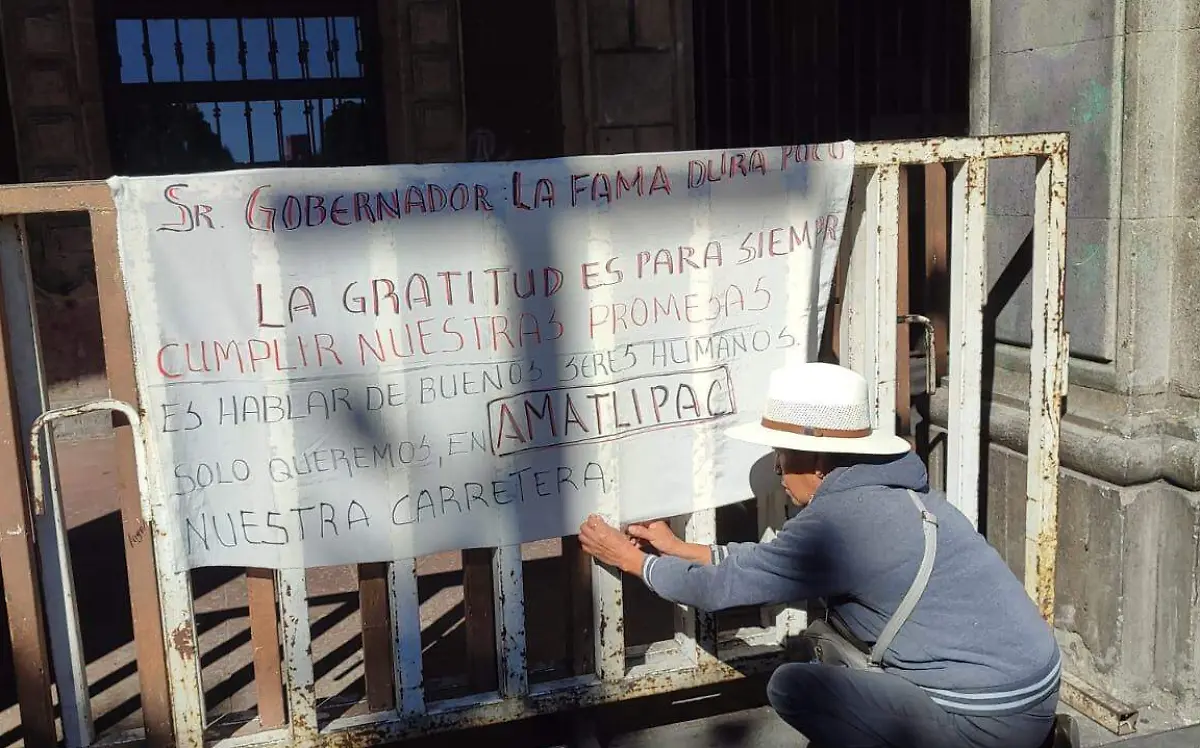 SR. GOBERNADOR: LA FAMA DURA POCO
LA GRATITUD ES PARA SIEMPR
CUMPLIR NUESTRAS PROMESAS
ES HABLAR DE BUENOS SERES HUMANOS.
SOLO QUEREMOS, EN AMATLIPAC
NUESTRA CARRETERA.